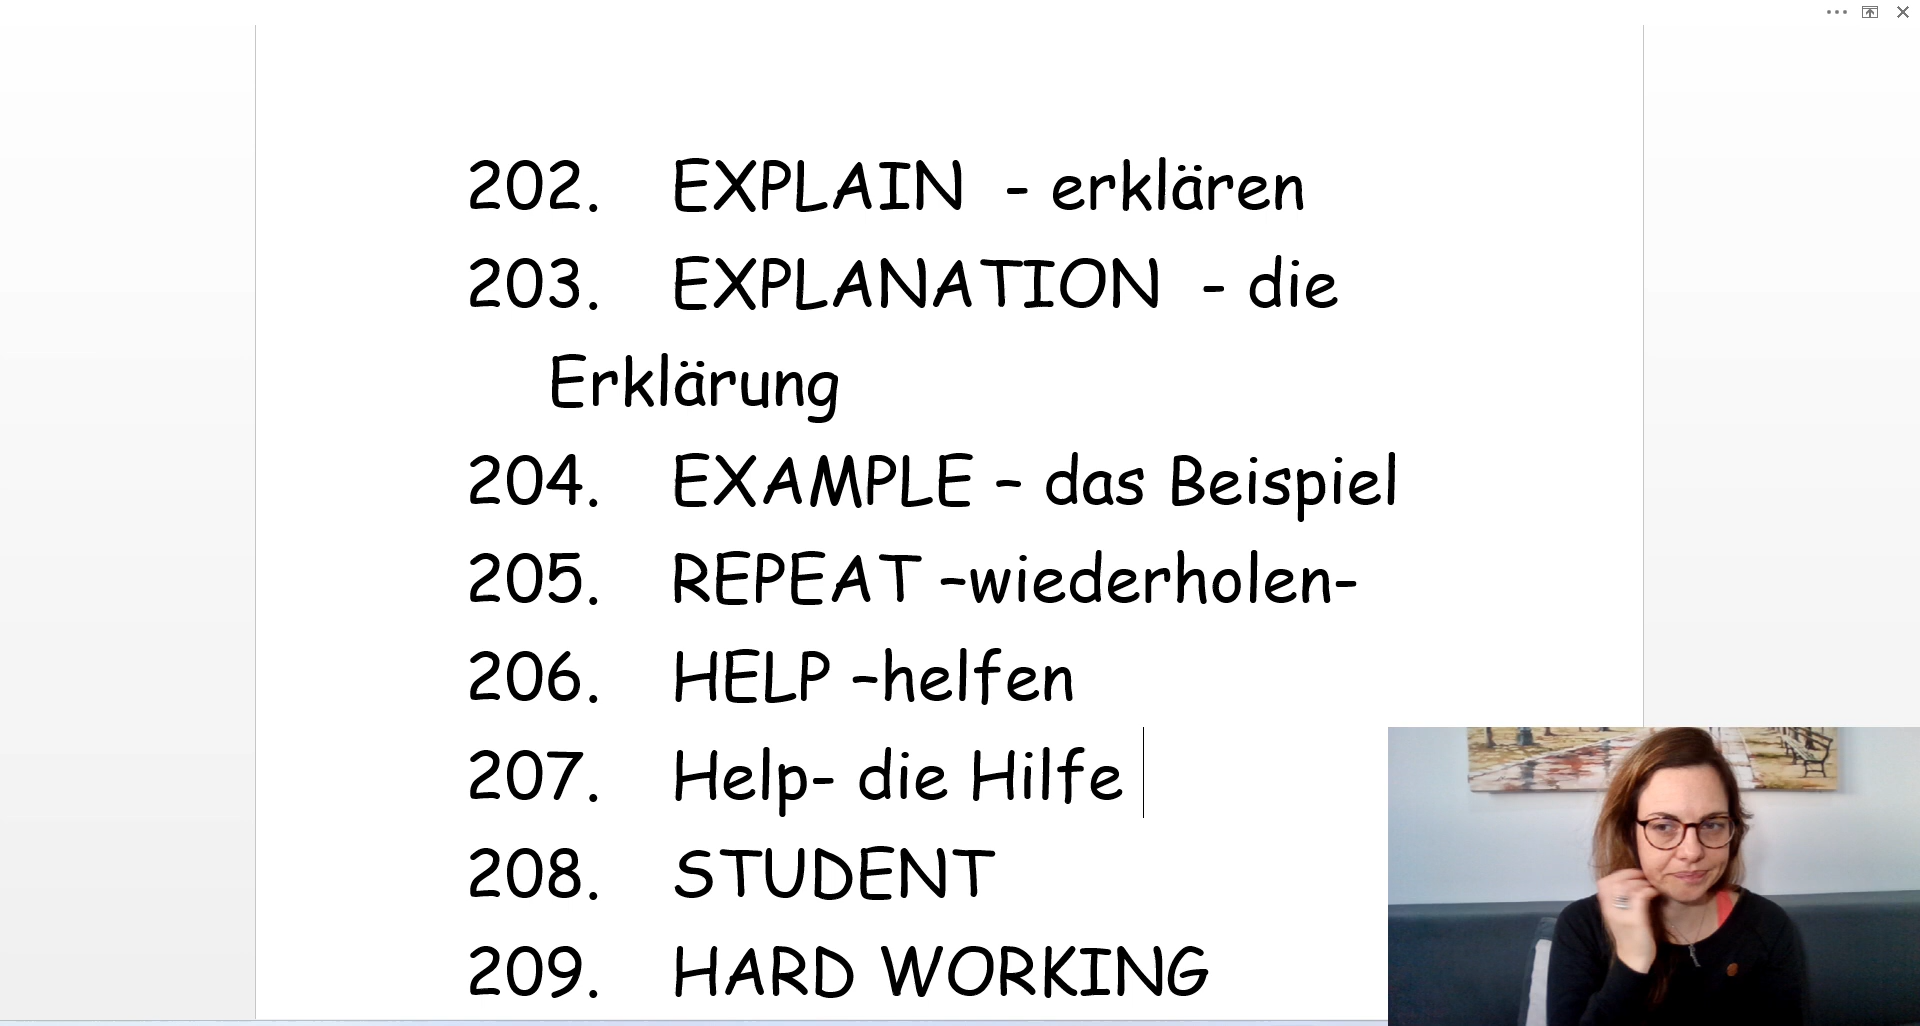 202. EXPLAIN - erklären
203. EXPLANATION - die
Erklärung
204. EXAMPLE – das Beispiel
205. REPEAT –wiederholen-
206. HELP –helfen
207. Help- die Hilfe
208. STUDENT
209. HARD WORKING